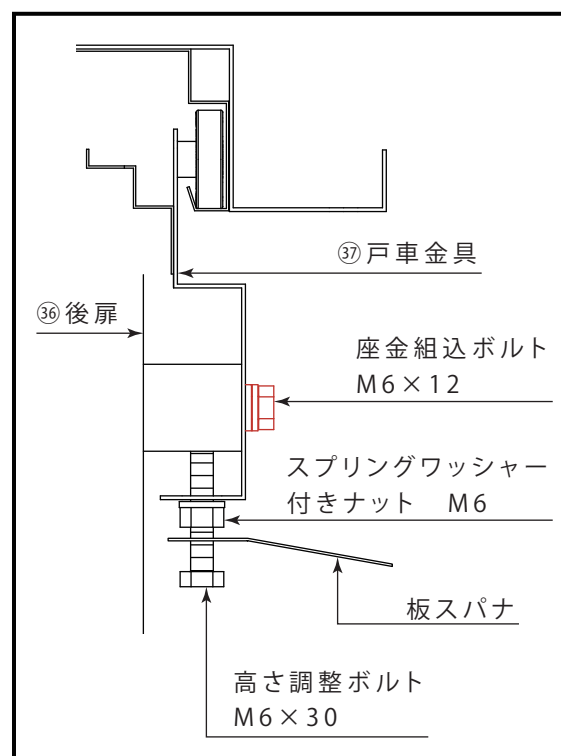 ㊲戸車金具
㊱後扉
座金組込ボルト
M6×12
スプリングワッシャー
付きナット　M6
板スパナ
高さ調整ボルト
M6×30